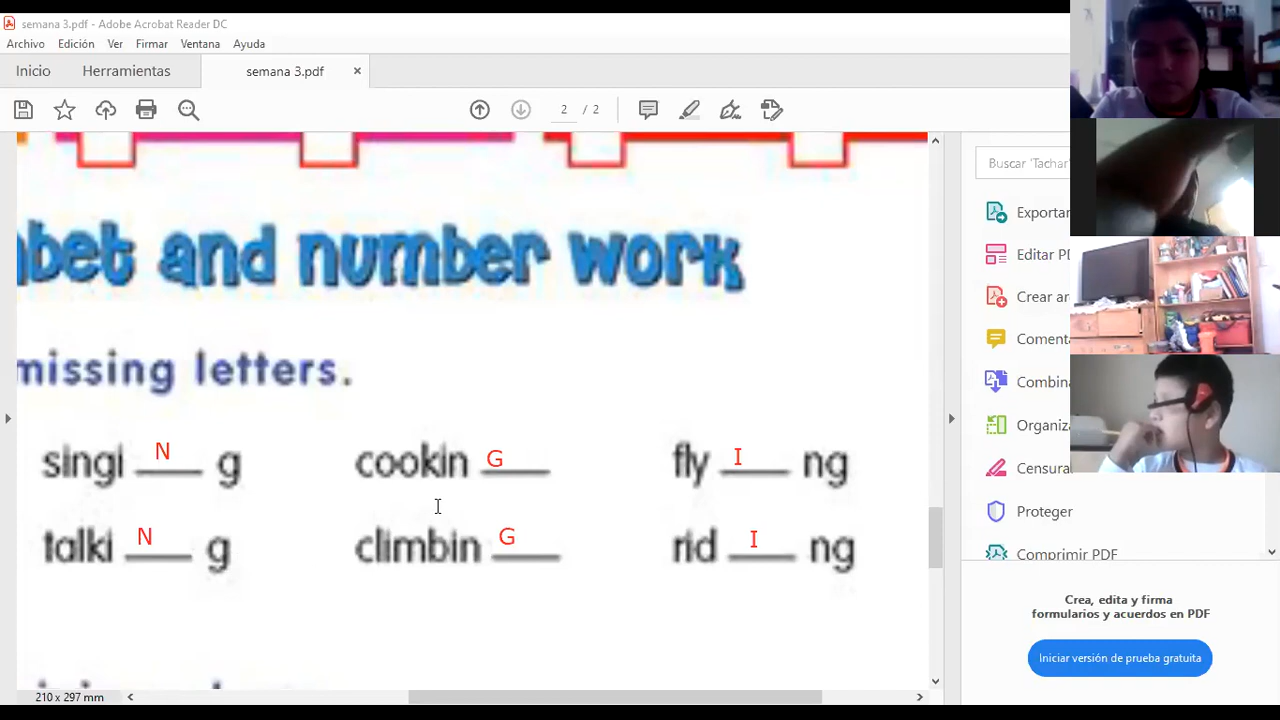 semana 3.pdf - Adobe Acrobat Reader DC
Archivo Edición Ver Firmar Ventana Ayuda
Inicio Herramientas semana 3.pdf ×
2 / 2
Buscar 'Tachar'
Exportar
Editar PD
Crear ar
Coment
Combina
Organiza
Censura
Proteger
Comprimir PDF
abet and number work
missing letters.
singi N g cookin G fly I ng
talki N g climbin G rid I ng
Crea, edita y firma
formularios y acuerdos en PDF
Iniciar versión de prueba gratuita
210 x 297 mm